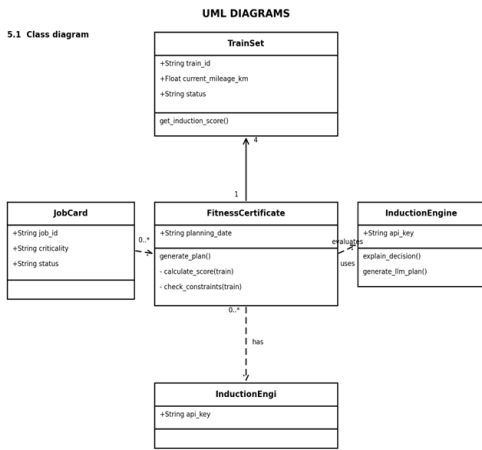 UML DIAGRAMS
5.1 Class diagram
TrainSet
+String train_id
+Float current_mileage_km
+String status
get_induction_score()
4
1
JobCard
+String job_id
+String criticality
+String status
0..*
FitnessCertificate
+String planning_date
generate_plan()
- calculate_score(train)
- check_constraints(train)
evaluates
uses
InductionEngine
+String api_key
explain_decision()
generate_llm_plan()
0..*
has
InductionEngi
+String api_key